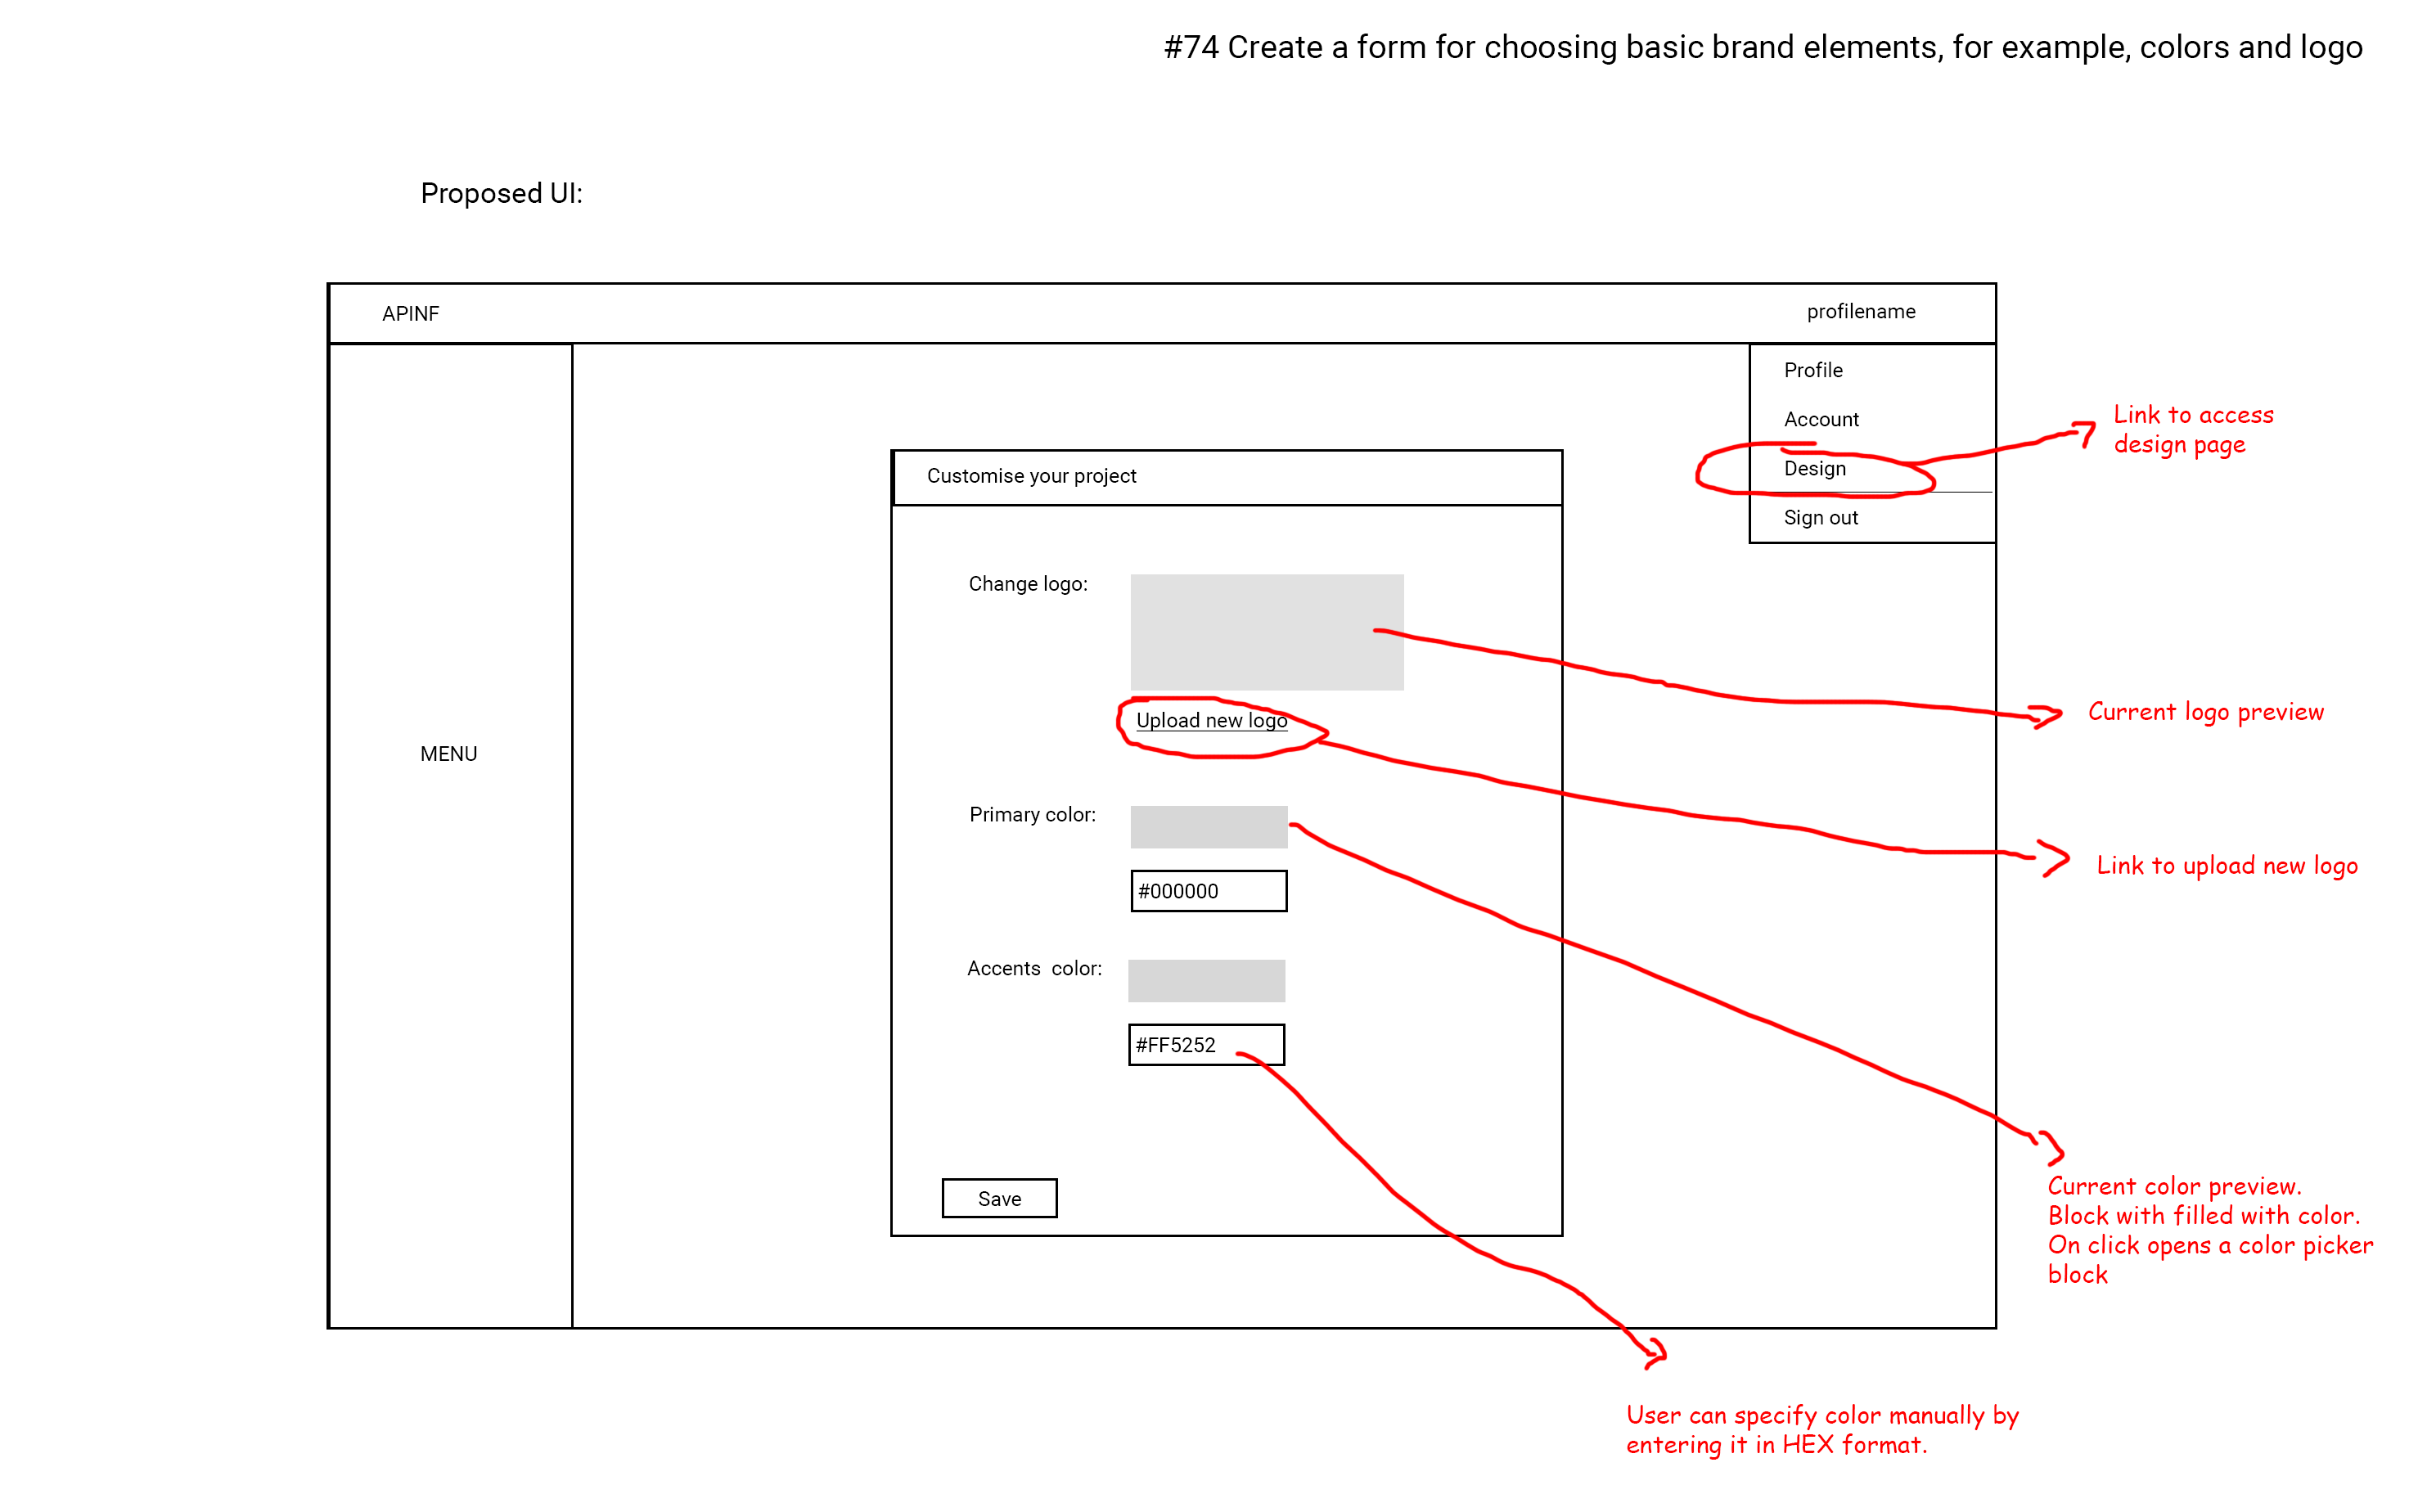 #74 Create a form for choosing basic brand elements, for example, colors and logo
Proposed UI:
APINF
profilename
Profile
Account
Design
Sign out
Link to access
design page
MENU
Customise your project
Change logo:
Upload new logo
Primary color:
#000000
Accents color:
#FF5252
Save
Current logo preview
Link to upload new logo
Current color preview.
Block with filled with color.
On click opens a color picker
block
User can specify color manually by
entering it in HEX format.